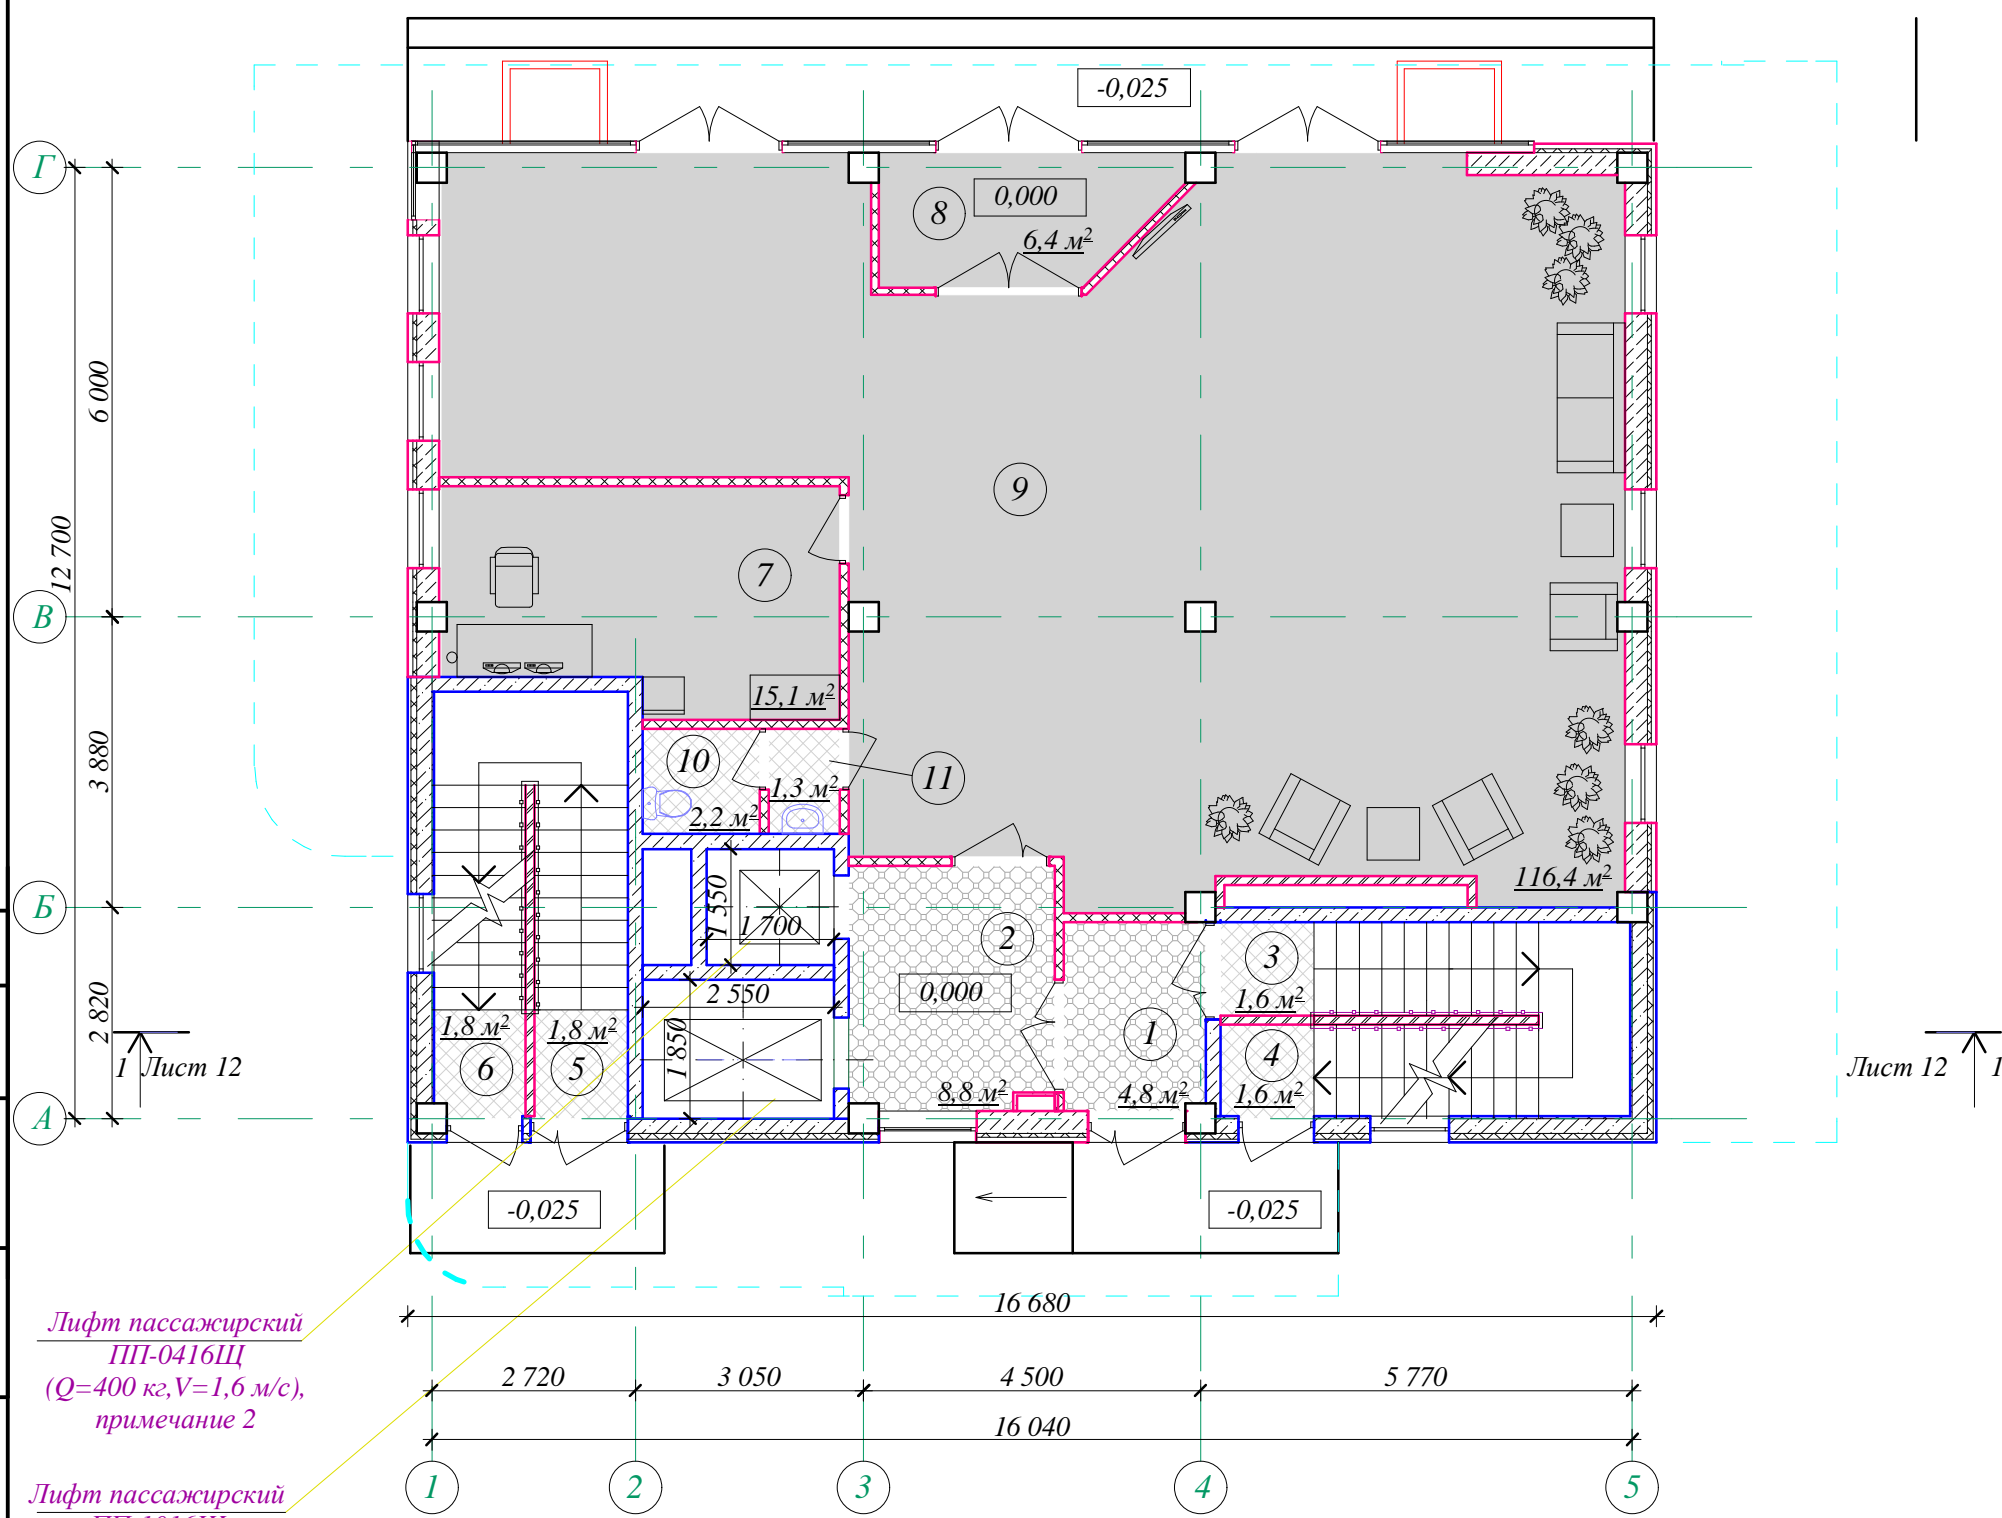 -0,025
Г
8
0,000
6,4 м²
6 000
12 700
9
7
В
15,1 м²
3 880
10
11
1,3 м²
2,2 м²
116,4 м²
Б
1 550
1 700
2
3
2 820
0,000
2 550
1,6 м²
1,8 м²
1,8 м²
1 850
1
4
6
5
1 Лист 12
Лист 12 1
8,8 м²
4,8 м²
1,6 м²
А
-0,025
-0,025
16 680
Лифт пассажирский
ПП-0416Щ
(Q=400 кг,V=1,6 м/с),
примечание 2
2 720
3 050
4 500
5 770
16 040
Лифт пассажирский
1
2
3
4
5